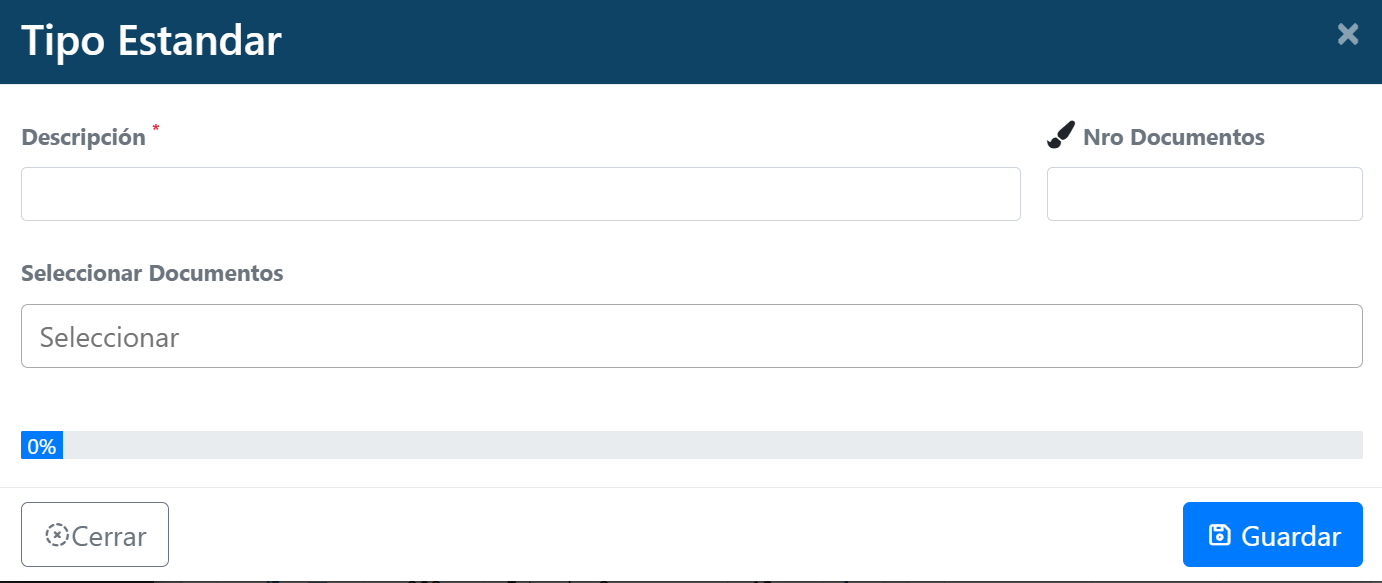 Tipo Estandar
Descripción *
Nro Documentos
Seleccionar Documentos
Seleccionar
0%
Cerrar
Guardar